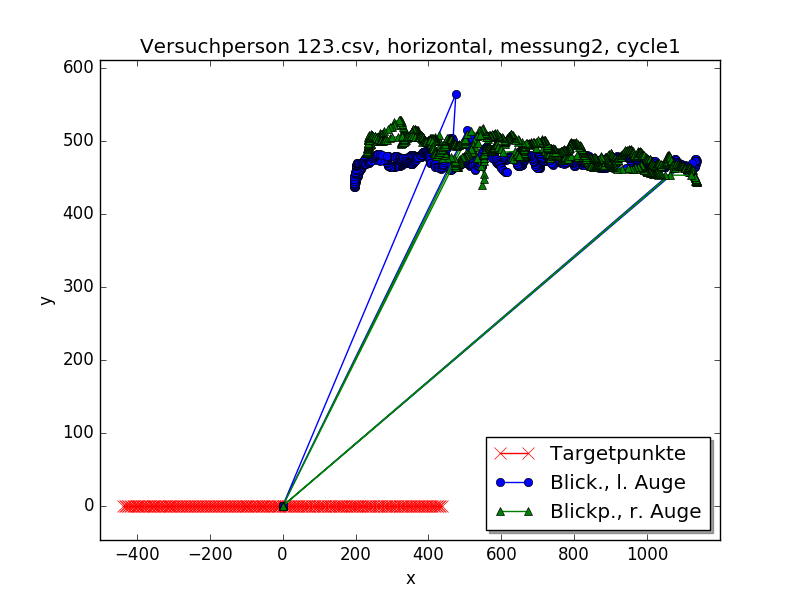 Versuchperson 123.csv, horizontal, messung2, cycle1
600
500
400
300
200
100
0
y
−400 −200 0 200 400 600 800 1000
x
Targetpunkte
Blick., l. Auge
Blickp., r. Auge